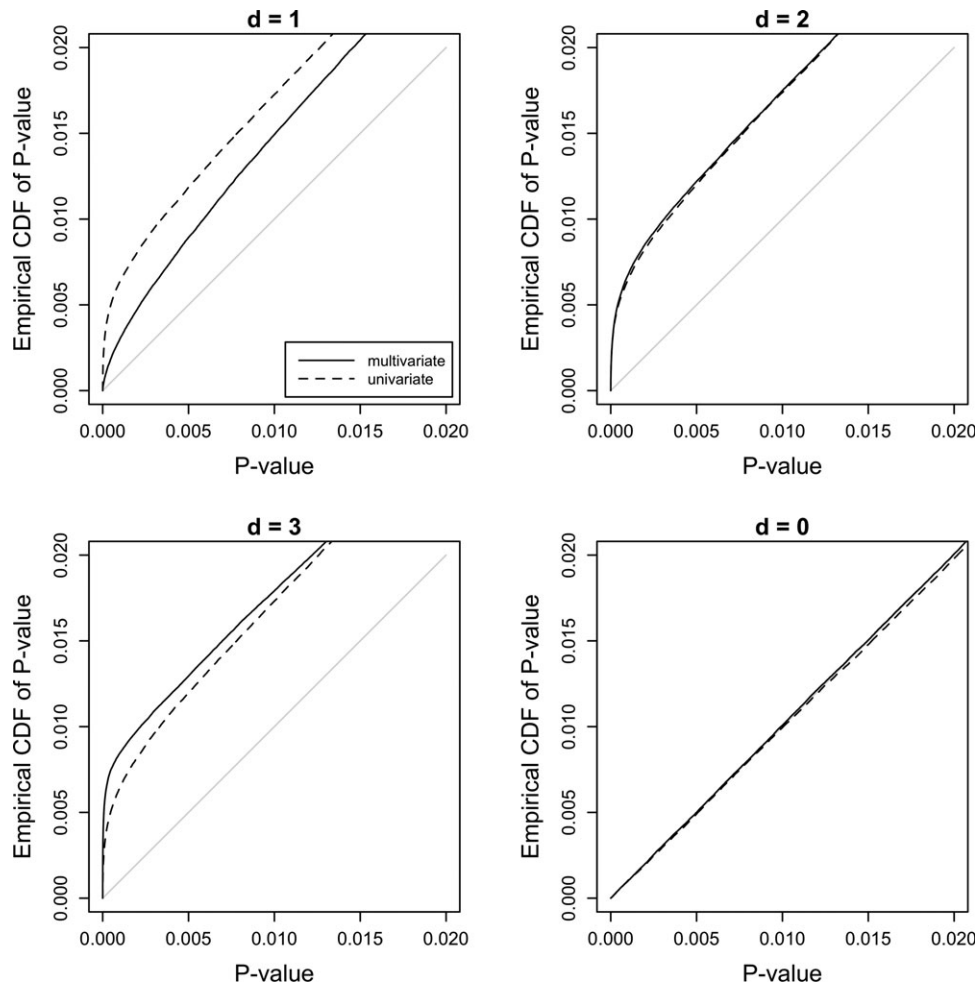 d = 1
0.020
0.015
0.010
0.005
0.000
Empirical CDF of P-value
multivariate
univariate
0.000 0.005 0.010 0.015 0.020
P-value
d = 2
0.020
0.015
0.010
0.005
0.000
Empirical CDF of P-value
0.000 0.005 0.010 0.015 0.020
P-value
d = 3
0.020
0.015
0.010
0.005
0.000
Empirical CDF of P-value
0.000 0.005 0.010 0.015 0.020
P-value
d = 0
0.020
0.015
0.010
0.005
0.000
Empirical CDF of P-value
0.000 0.005 0.010 0.015 0.020
P-value